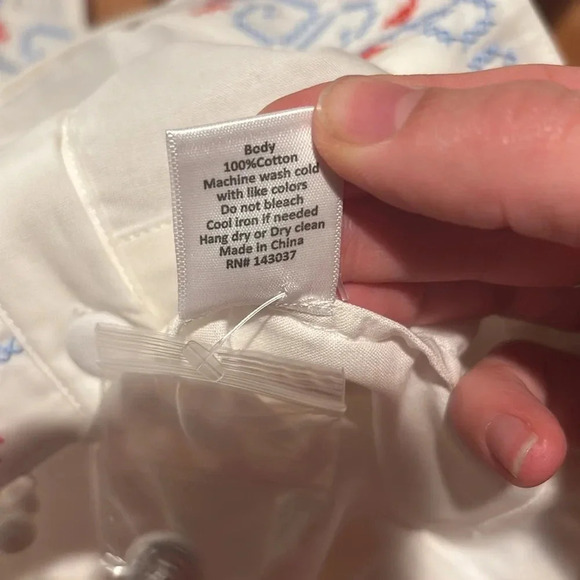 Body
100%Cotton
Machine wash cold
with like colors
Do not bleach
Cool iron if needed
Hang dry or Dry clean
Made in China
RN# 143037